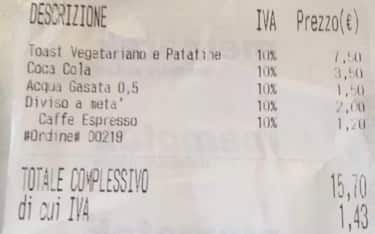 DESCRIZIONE IVA Prezzo(€)
Toast Vegetariano e Patatine 10% 7,50
Coca Cola 10% 3,50
Acqua Gasata 0,5 10% 1,50
Diviso a meta' 10% 2,00
Caffe Espresso 10% 1,20
#Ordine# D0219
TOTALE COMPLESSIVO 15,70
di cui IVA 1,43